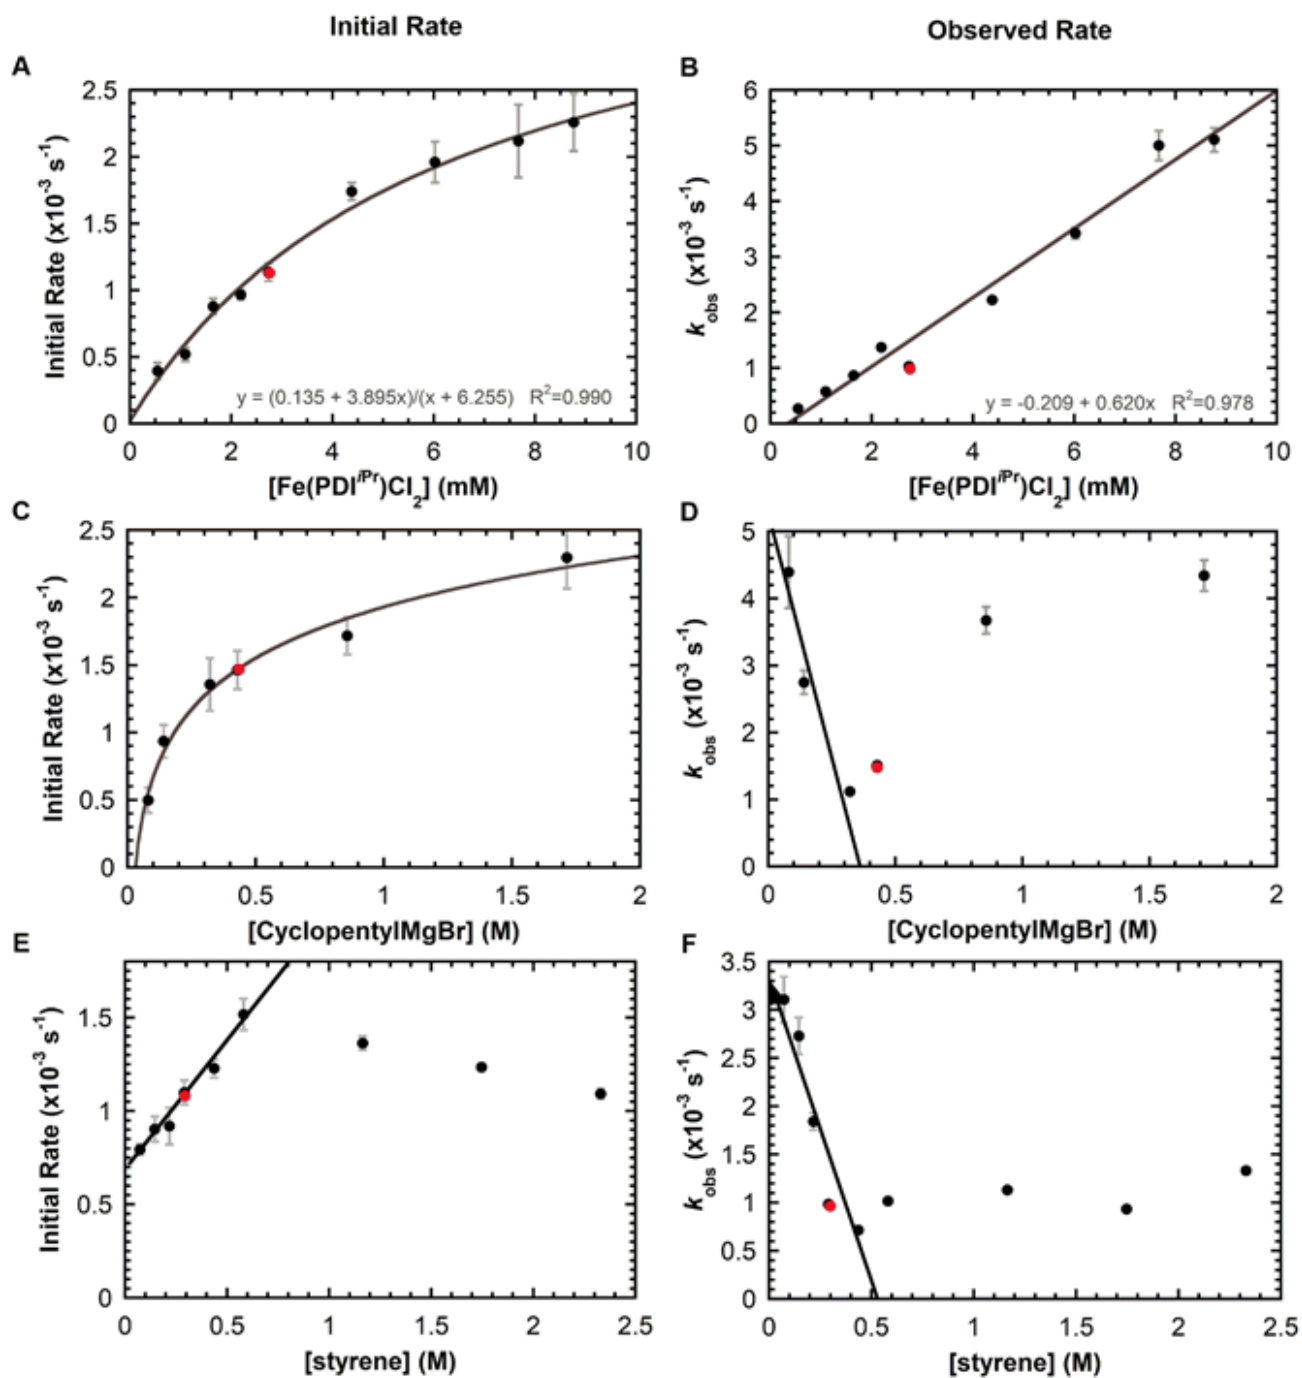 Initial Rate
Observed Rate
A
Initial Rate (x10⁻³ s⁻¹)
2.5
2
1.5
1
0.5
0
y = (0.135 + 3.895x)/(x + 6.255) R²=0.990
0 2 4 6 8 10
[Fe(PDI^iPr)Cl₂] (mM)
B
k_obs (x10⁻³ s⁻¹)
6
5
4
3
2
1
0
y = -0.209 + 0.620x R²=0.978
0 2 4 6 8 10
[Fe(PDI^iPr)Cl₂] (mM)
C
Initial Rate (x10⁻³ s⁻¹)
2.5
2
1.5
1
0.5
0
0 0.5 1 1.5 2
[CyclopentylMgBr] (M)
D
k_obs (x10⁻³ s⁻¹)
5
4
3
2
1
0
0 0.5 1 1.5 2
[CyclopentylMgBr] (M)
E
Initial Rate (x10⁻³ s⁻¹)
1.5
1
0.5
0
0 0.5 1 1.5 2 2.5
[styrene] (M)
F
k_obs (x10⁻³ s⁻¹)
3.5
3
2.5
2
1.5
1
0.5
0
0 0.5 1 1.5 2 2.5
[styrene] (M)